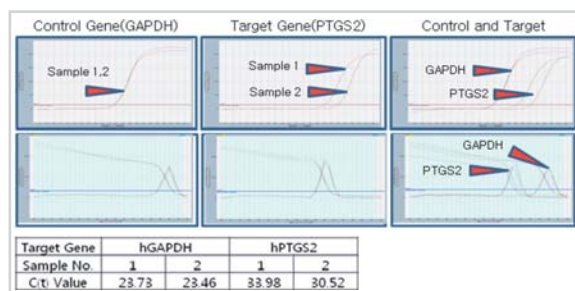 Control Gene(GAPDH)
Target Gene(PTGS2)
Control and Target
Sample 1,2
Sample 1
Sample 2
GAPDH
PTGS2
GAPDH
PTGS2
Target Gene hGAPDH hPTGS2
Sample No. 1 2 1 2
C(t) Value 23.73 23.46 33.98 30.52